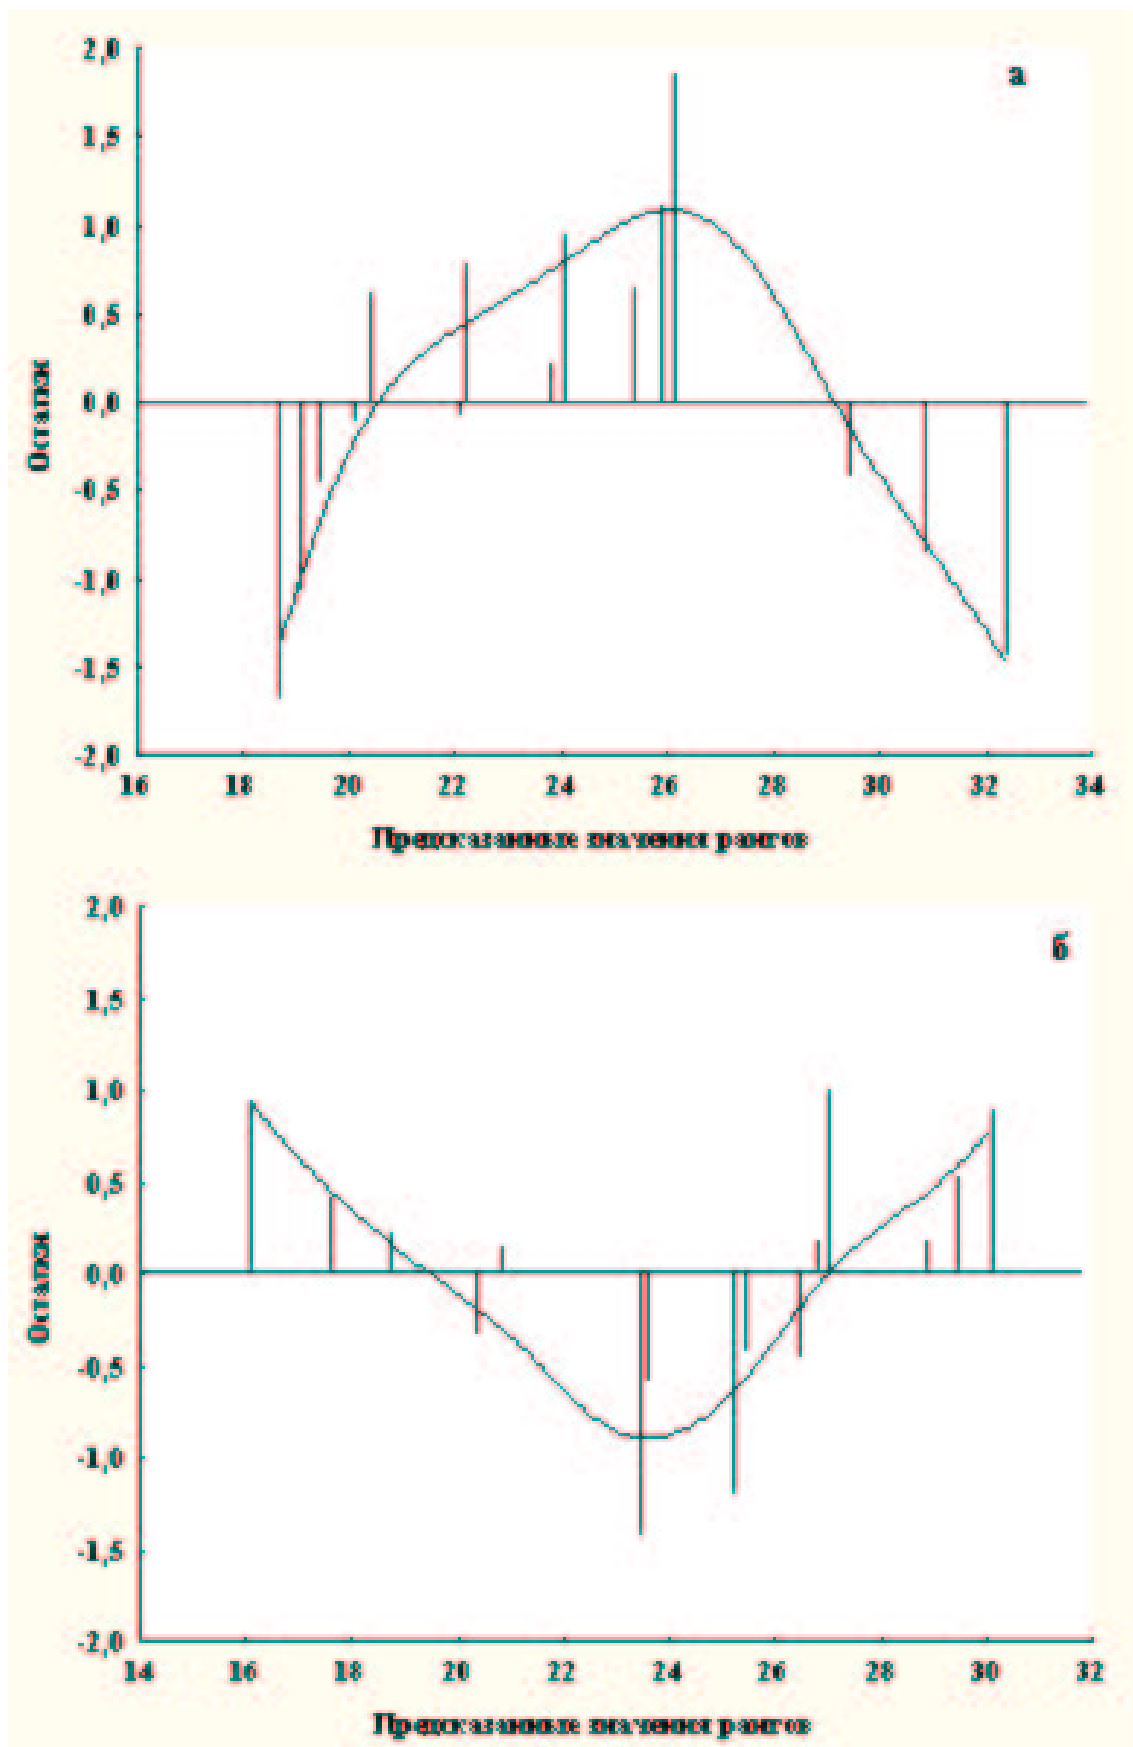 2,0
а
1,5
1,0
0,5
0,0
-0,5
-1,0
-1,5
-2,0
Остатки
16 18 20 22 24 26 28 30 32 34
Предсказанные значения рангов
2,0
б
1,5
1,0
0,5
0,0
-0,5
-1,0
-1,5
-2,0
Остатки
14 16 18 20 22 24 26 28 30 32
Предсказанные значения рангов